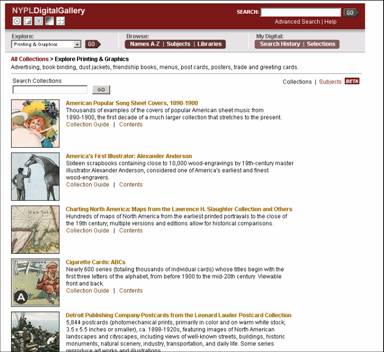 NYPLDigitalGallery
SEARCH: GO
Advanced Search | Help
Explore: Browse: My Digital:
Printing & Graphics GO Names A-Z | Subjects | Libraries Search History | Selections
All Collections > Explore Printing & Graphics
Advertising, book binding, dust jackets, friendship books, menus, post cards, posters, trade and greeting cards.
Search Collections Collections | Subjects BETA
GO
American Popular Song Sheet Covers, 1890-1900
Thousands of examples of the covers of popular American sheet music from
1890-1900, the first decade of a much larger collection that stretches to the present.
Collection Guide | Contents
America's First Illustrator: Alexander Anderson
Sixteen scrapbooks containing close to 10,000 wood-engravings by 19th-century master
illustrator Alexander Anderson, considered one of America's earliest and finest
wood-engravers.
Collection Guide | Contents
Charting North America: Maps from the Lawrence H. Slaughter Collection and Others
Hundreds of maps of North America from the earliest printed portrayals to the close of
the 19th century; multiple versions and editions allow for historical comparisons.
Collection Guide | Contents
Cigarette Cards: ABCs
Nearly 600 series (totaling thousands of individual cards) whose titles begin with the
first three letters of the alphabet, from before 1900 to the mid-20th century. Viewable
front and back.
Collection Guide | Contents
A
Detroit Publishing Company Postcards from the Leonard Lauder Postcard Collection
5,844 postcards (photomechanical prints, primarily in color and on warm white stock;
3.5 x 5.5 inches or smaller), ca. 1898-1920s, featuring images of North American
landscapes and cityscapes, including views of well-known streets, buildings, historic
monuments, natural scenery, industry, transportation, and daily life. Some series
reproduce art works and illustrations.